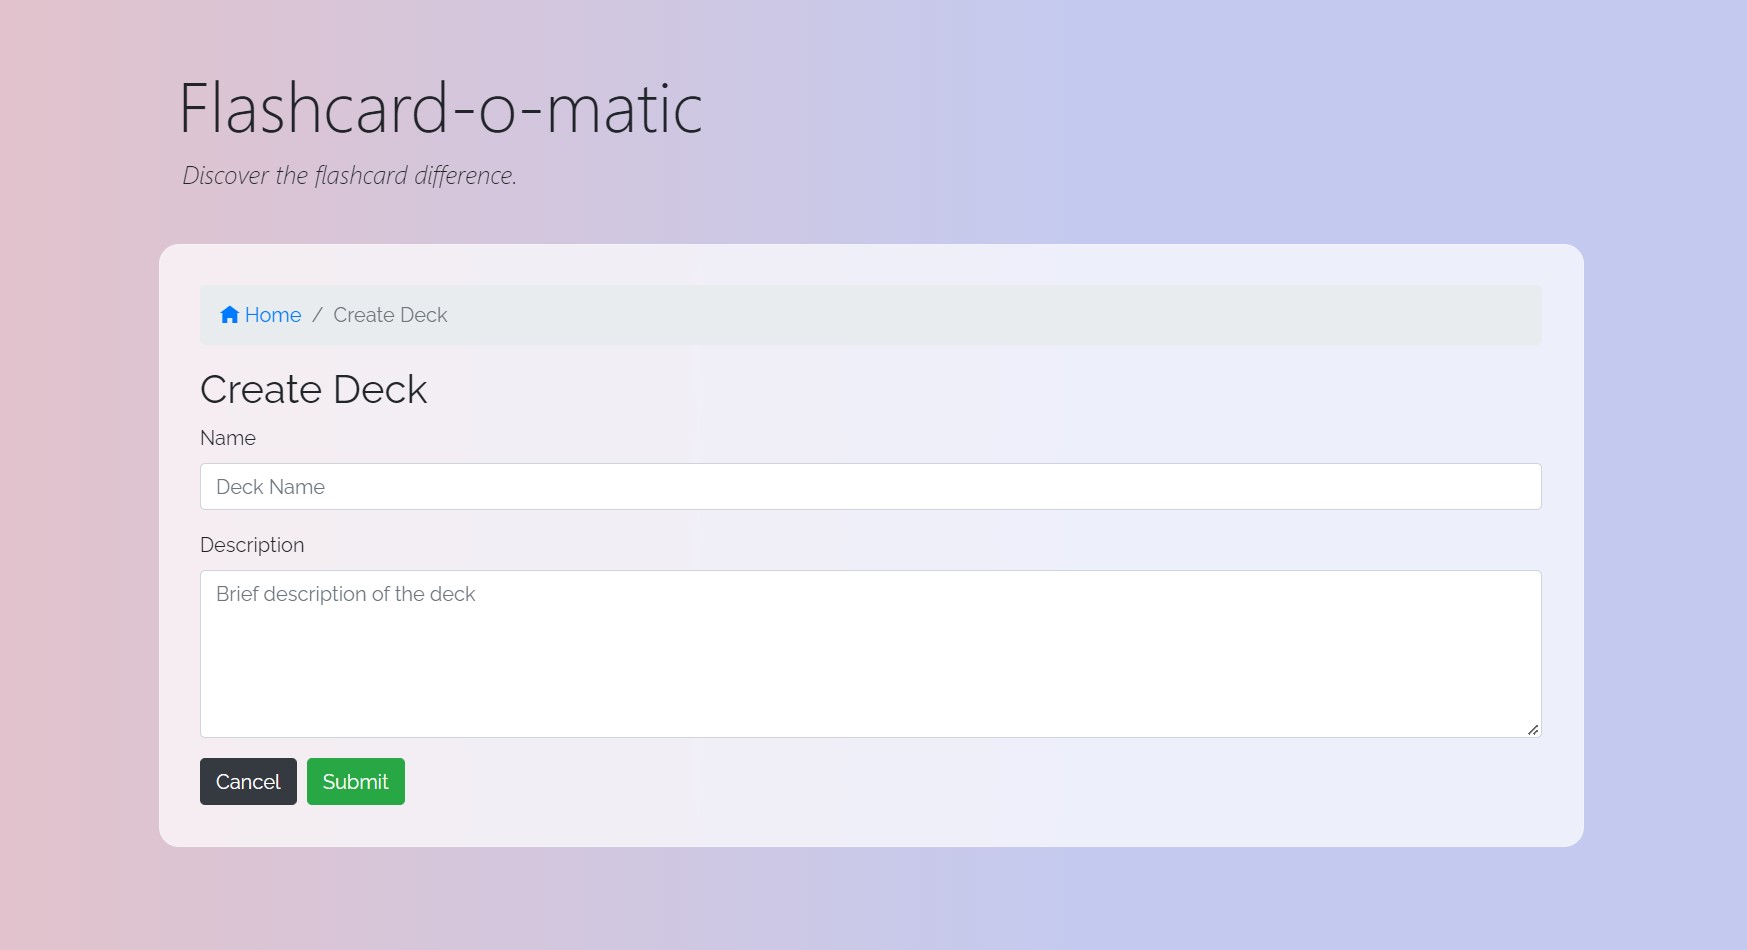 Flashcard-o-matic
Discover the flashcard difference.
Home / Create Deck
Create Deck
Name
Deck Name
Description
Brief description of the deck
Cancel Submit